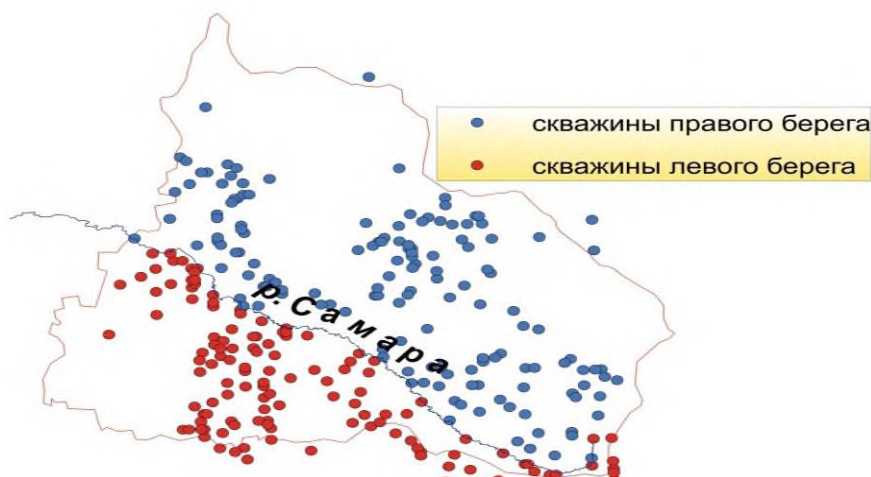 скважины правого берега
скважины левого берега
р. Самара